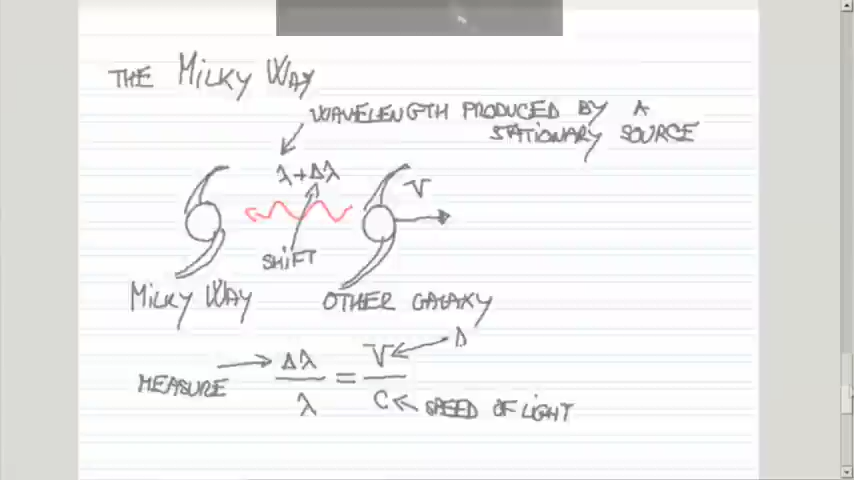 THE MILKY WAY
WAVELENGTH PRODUCED BY A
STATIONARY SOURCE
λ+Δλ
V
SHIFT
MILKY WAY
OTHER GALAXY
MEASURE
Δλ/λ = V/C
D
SPEED OF LIGHT